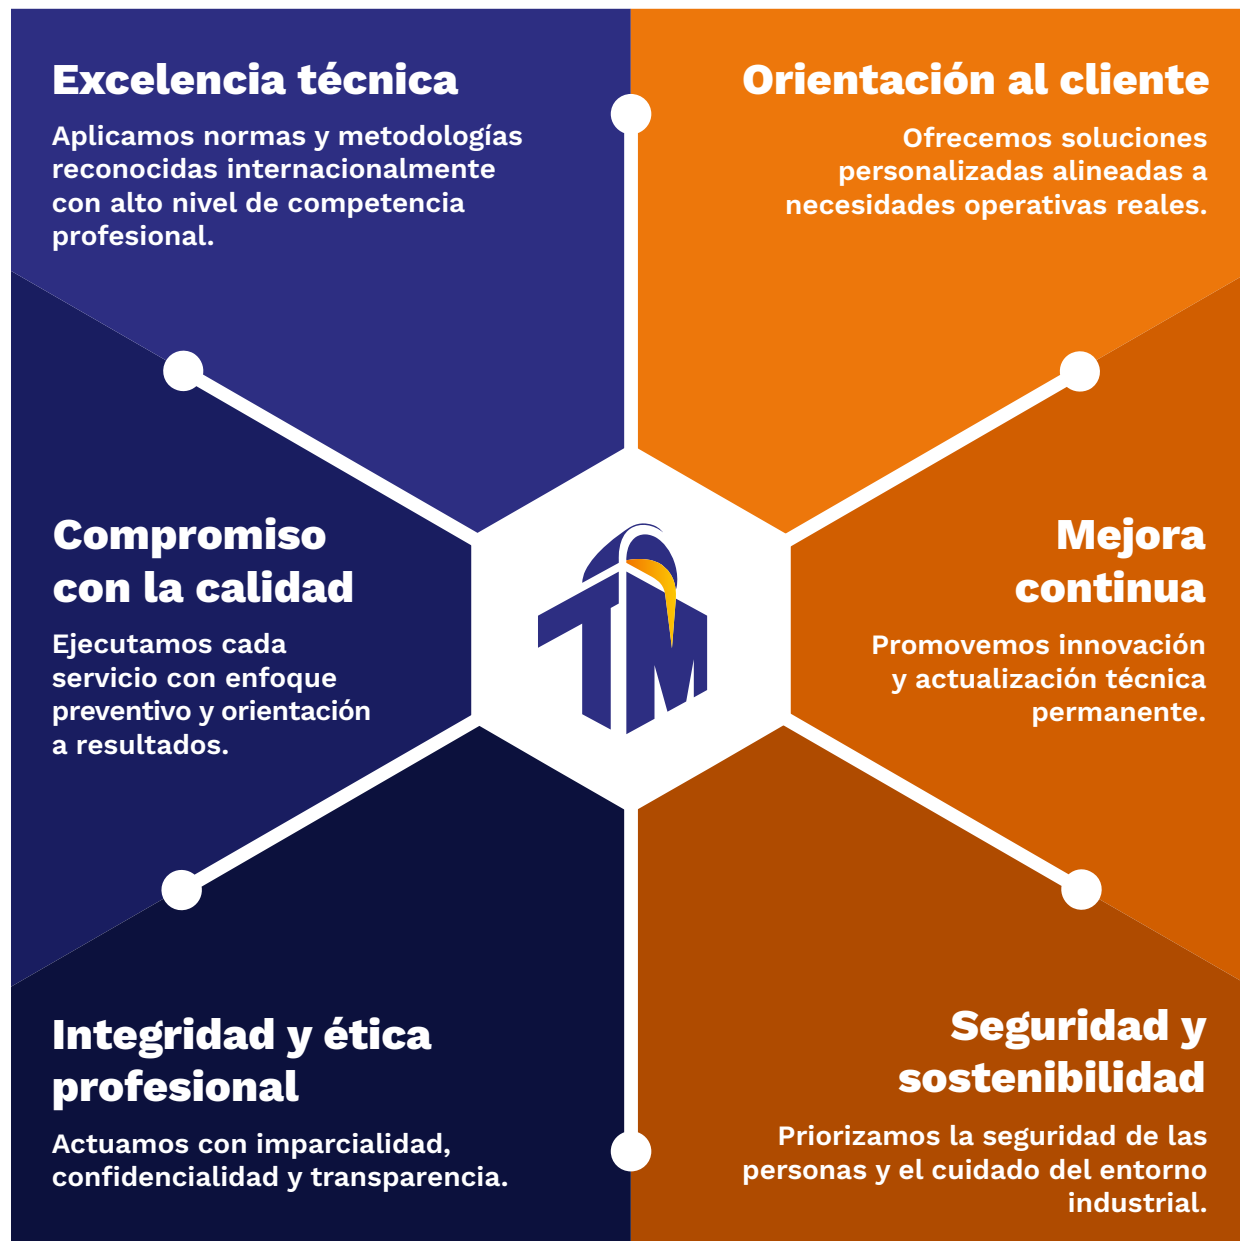 Excelencia técnica
Aplicamos normas y metodologías
reconocidas internacionalmente
con alto nivel de competencia
profesional.
Orientación al cliente
Ofrecemos soluciones
personalizadas alineadas a
necesidades operativas reales.
Compromiso
con la calidad
Ejecutamos cada
servicio con enfoque
preventivo y orientación
a resultados.
TM
Mejora
continua
Promovemos innovación
y actualización técnica
permanente.
Integridad y ética
profesional
Actuamos con imparcialidad,
confidencialidad y transparencia.
Seguridad y
sostenibilidad
Priorizamos la seguridad de las
personas y el cuidado del entorno
industrial.